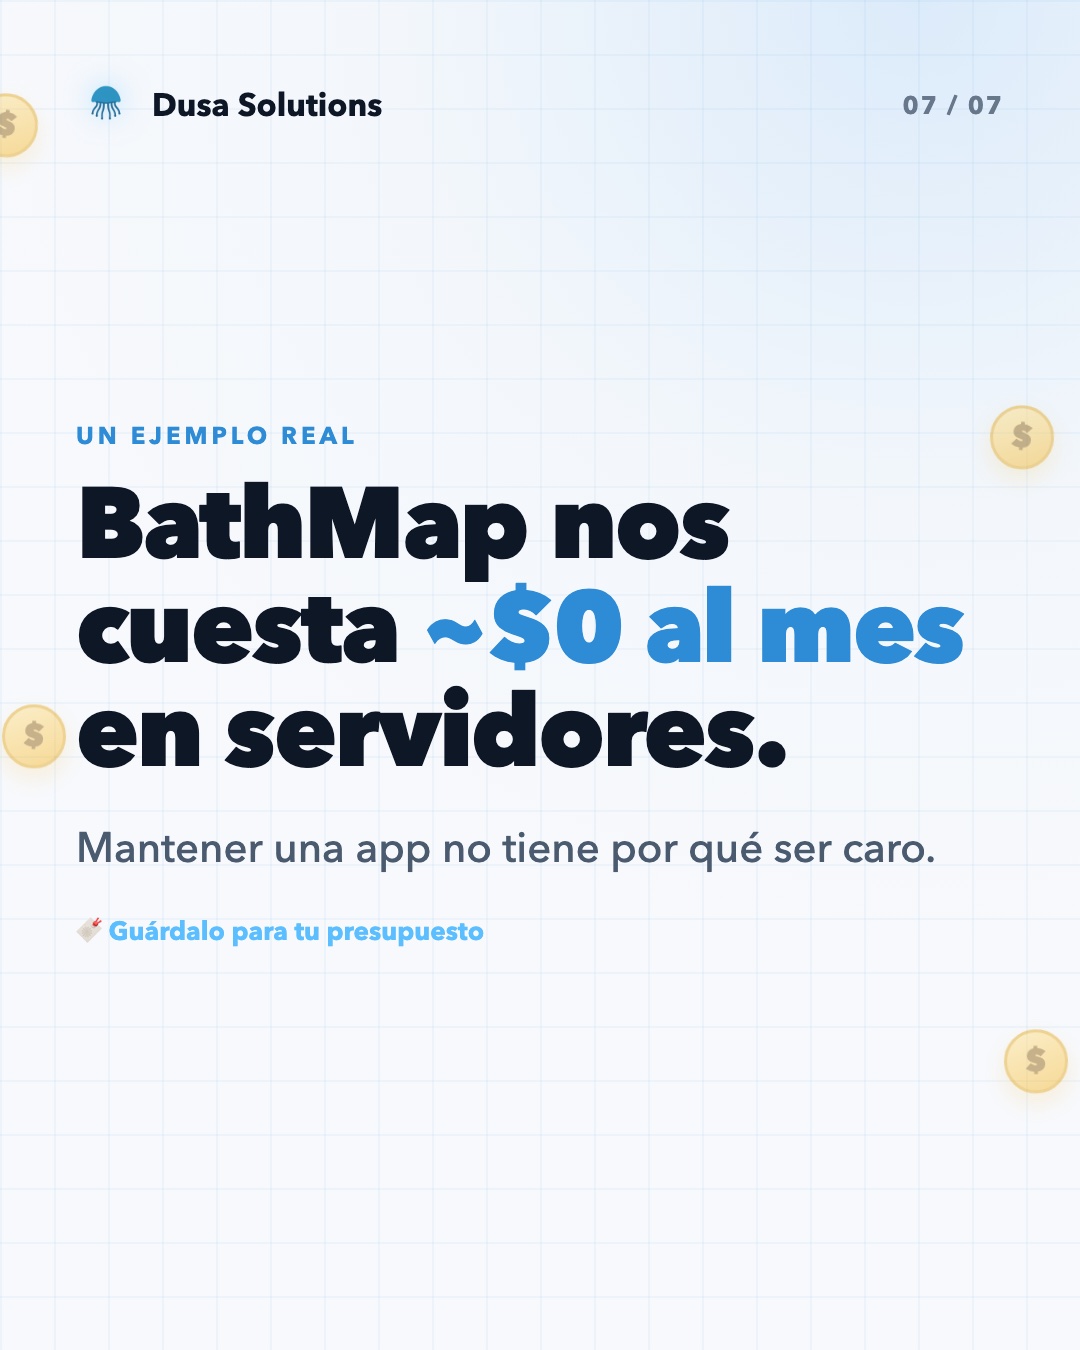 Dusa Solutions
07 / 07
UN EJEMPLO REAL
BathMap nos
cuesta ~$0 al mes
en servidores.
Mantener una app no tiene por qué ser caro.
Guárdalo para tu presupuesto
$
$
$
$